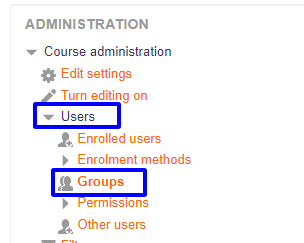 ADMINISTRATION
Course administration
Edit settings
Turn editing on
Users
Enrolled users
Enrolment methods
Groups
Permissions
Other users